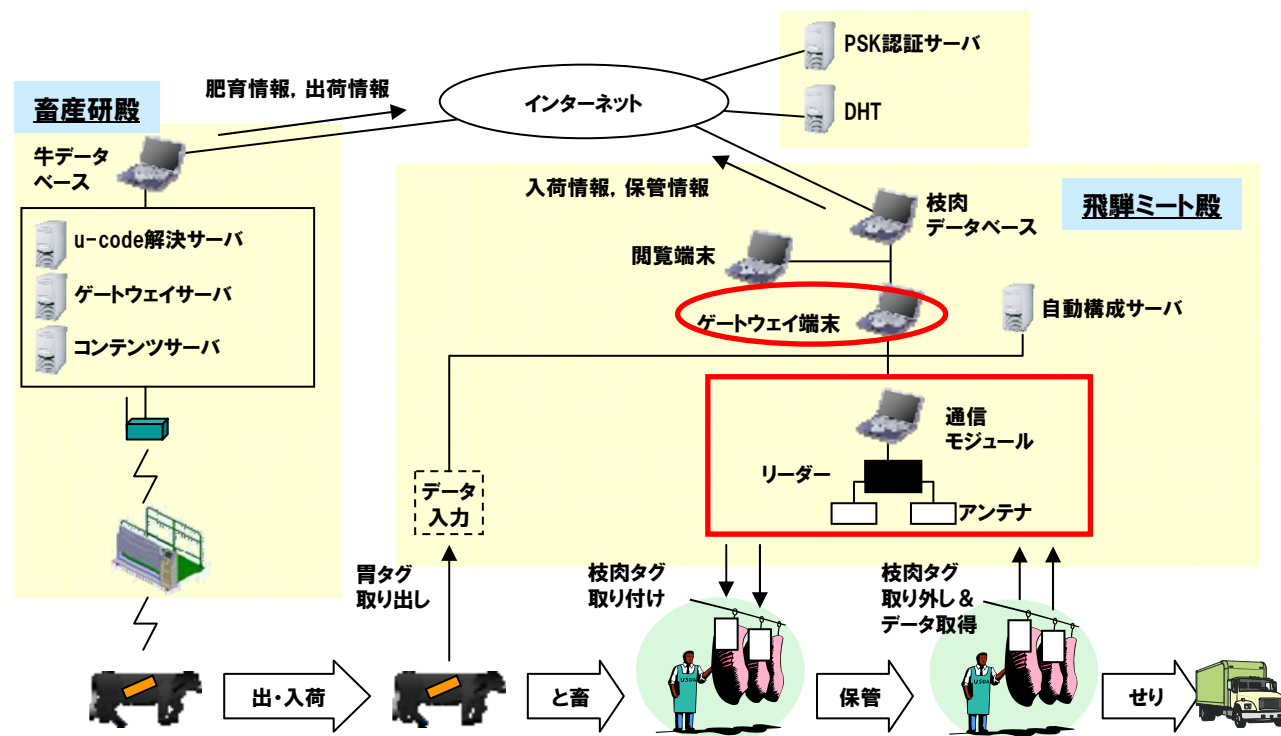 PSK認証サーバ
DHT
インターネット
肥育情報, 出荷情報
畜産研殿
牛データ
ベース
u-code解決サーバ
ゲートウェイサーバ
コンテンツサーバ
入荷情報, 保管情報
飛騨ミート殿
枝肉
データベース
閲覧端末
ゲートウェイ端末
自動構成サーバ
通信
モジュール
リーダー
アンテナ
データ
入力
胃タグ
取り出し
枝肉タグ
取り付け
枝肉タグ
取り外し&
データ取得
USDA
USDA
出・入荷
と畜
保管
せり